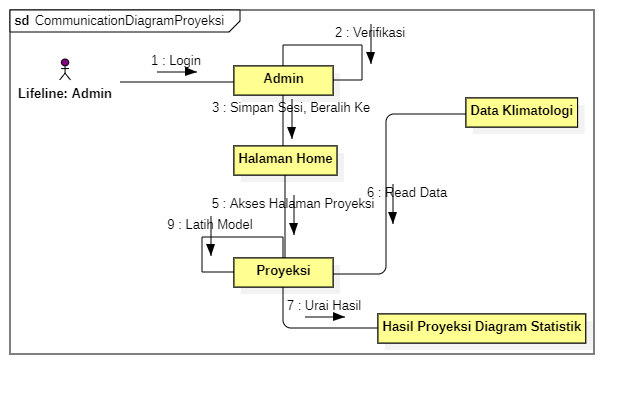 sd CommunicationDiagramProyeksi
2 : Verifikasi
1 : Login
Lifeline: Admin
Admin
3 : Simpan Sesi, Beralih Ke
Data Klimatologi
Halaman Home
6 : Read Data
5 : Akses Halaman Proyeksi
9 : Latih Model
Proyeksi
7 : Urai Hasil
Hasil Proyeksi Diagram Statistik